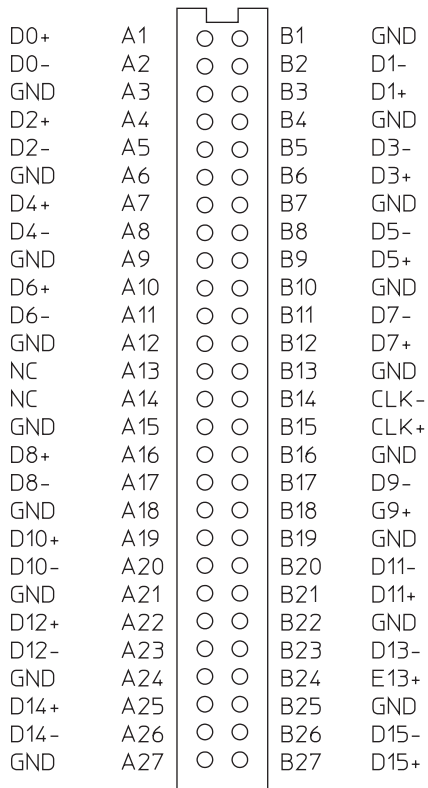 D0+ A1 B1 GND
D0- A2 B2 D1-
GND A3 B3 D1+
D2+ A4 B4 GND
D2- A5 B5 D3-
GND A6 B6 D3+
D4+ A7 B7 GND
D4- A8 B8 D5-
GND A9 B9 D5+
D6+ A10 B10 GND
D6- A11 B11 D7-
GND A12 B12 D7+
NC A13 B13 GND
NC A14 B14 CLK-
GND A15 B15 CLK+
D8+ A16 B16 GND
D8- A17 B17 D9-
GND A18 B18 G9+
D10+ A19 B19 GND
D10- A20 B20 D11-
GND A21 B21 D11+
D12+ A22 B22 GND
D12- A23 B23 D13-
GND A24 B24 E13+
D14+ A25 B25 GND
D14- A26 B26 D15-
GND A27 B27 D15+